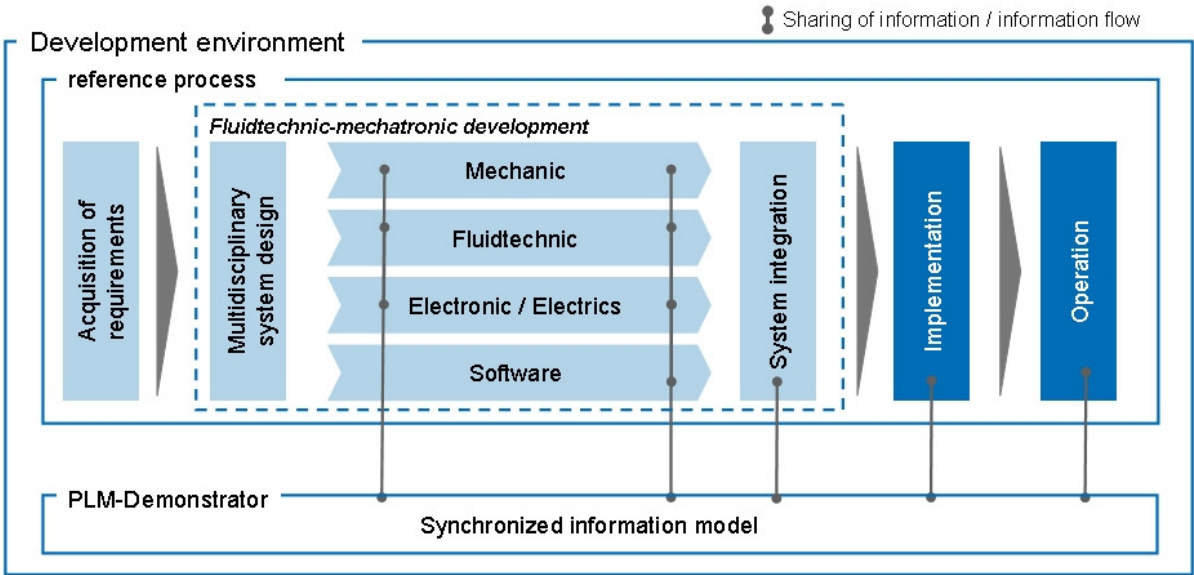 Sharing of information / information flow
Development environment
reference process
Fluidtechnic-mechatronic development
Acquisition of
requirements
Multidisciplinary
system design
Mechanic
Fluidtechnic
Electronic / Electrics
Software
System integration
Implementation
Operation
PLM-Demonstrator
Synchronized information model